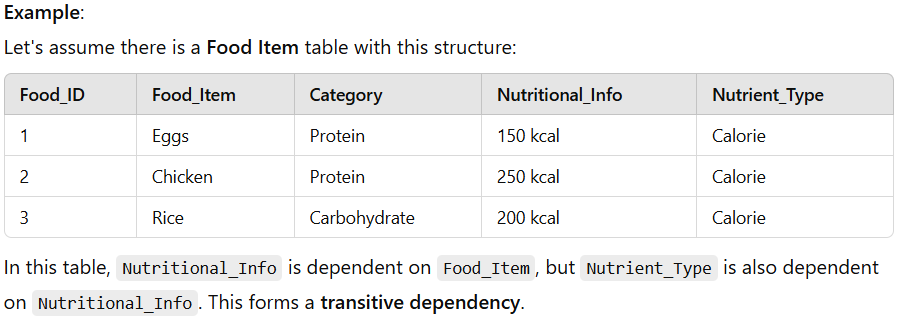 Example:
Let's assume there is a Food Item table with this structure:
Food_ID Food_Item Category Nutritional_Info Nutrient_Type
1 Eggs Protein 150 kcal Calorie
2 Chicken Protein 250 kcal Calorie
3 Rice Carbohydrate 200 kcal Calorie
In this table, Nutritional_Info is dependent on Food_Item, but Nutrient_Type is also dependent
on Nutritional_Info. This forms a transitive dependency.